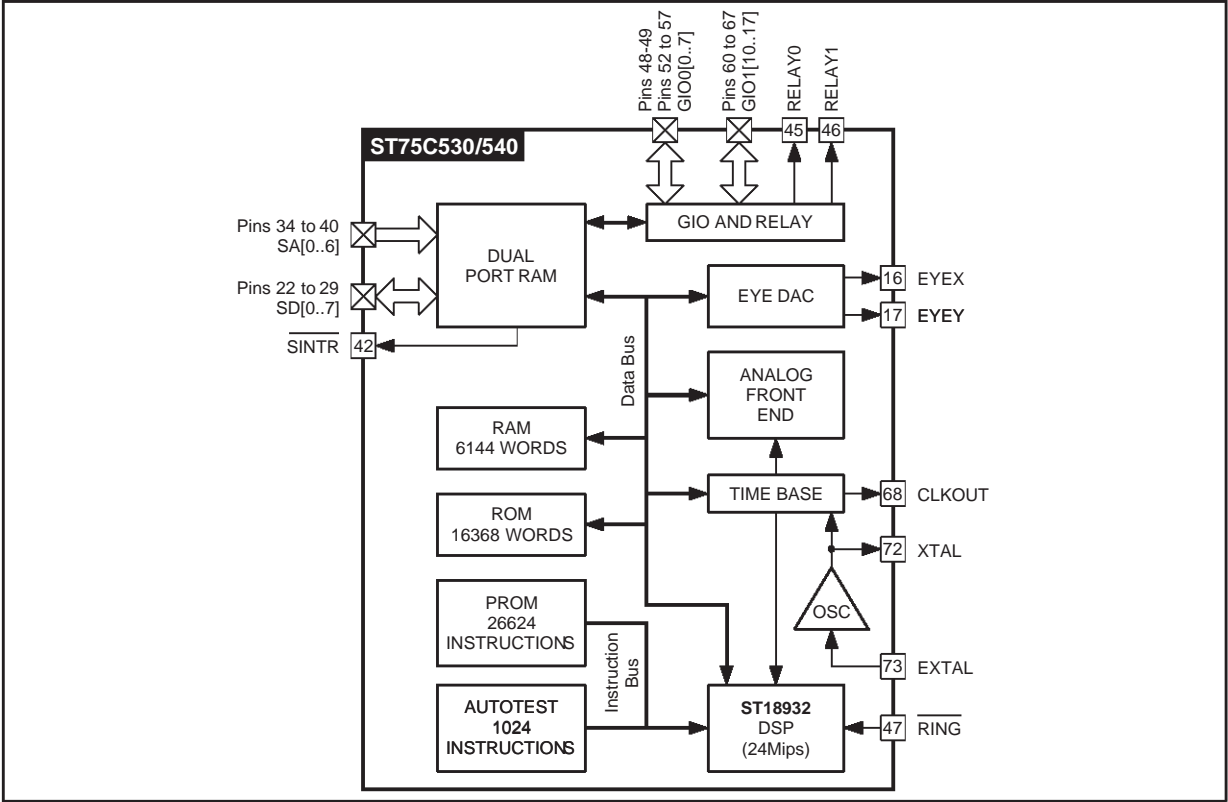 Pins 48-49
Pins 52 to 57
GIO0[0..7]
Pins 60 to 67
GIO1[10..17]
RELAY0
RELAY1
45
46
ST75C530/540
GIO AND RELAY
Pins 34 to 40
SA[0..6]
DUAL
PORT RAM
Pins 22 to 29
SD[0..7]
EYE DAC
16
EYEX
17
EYEY
SINTR
42
Data Bus
ANALOG
FRONT
END
RAM
6144 WORDS
TIME BASE
68
CLKOUT
ROM
16368 WORDS
72
XTAL
PROM
26624
INSTRUCTIONS
OSC
Instruction
Bus
73
EXTAL
AUTOTEST
1024
INSTRUCTIONS
ST18932
DSP
(24Mips)
47
RING